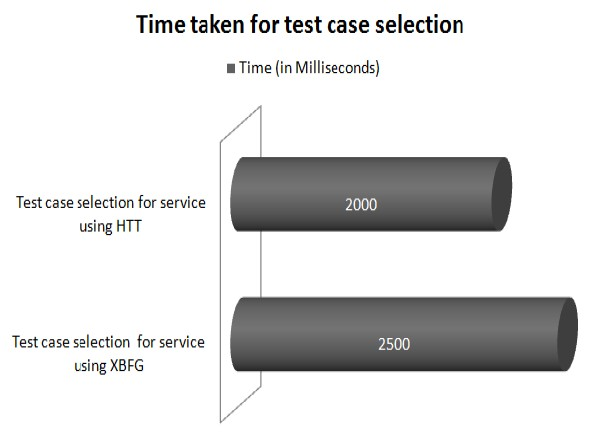 Time taken for test case selection
Time (in Milliseconds)
Test case selection for service
using HTT
2000
Test case selection for service
using XBFG
2500